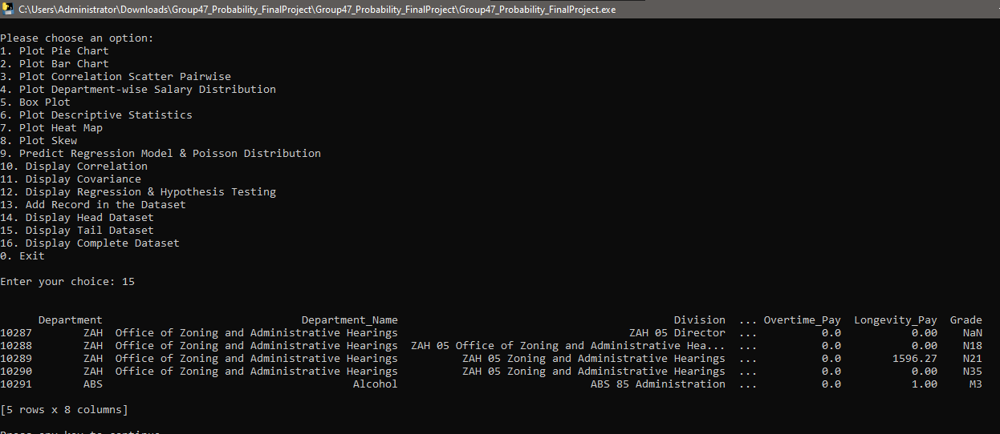 C:\Users\Administrator\Downloads\Group47_Probability_FinalProject\Group47_Probability_FinalProject\Group47_Probability_FinalProject.exe
Please choose an option:
1. Plot Pie Chart
2. Plot Bar Chart
3. Plot Correlation Scatter Pairwise
4. Plot Department-wise Salary Distribution
5. Box Plot
6. Plot Descriptive Statistics
7. Plot Heat Map
8. Plot Skew
9. Predict Regression Model & Poisson Distribution
10. Display Correlation
11. Display Covariance
12. Display Regression & Hypothesis Testing
13. Add Record in the Dataset
14. Display Head Dataset
15. Display Tail Dataset
16. Display Complete Dataset
0. Exit
Enter your choice: 15
Department Department_Name Division ... Overtime_Pay Longevity_Pay Grade
10287 ZAH Office of Zoning and Administrative Hearings ZAH 05 Director ... 0.0 0.00 NaN
10288 ZAH Office of Zoning and Administrative Hearings ZAH 05 Office of Zoning and Administrative Hea... ... 0.0 0.00 N18
10289 ZAH Office of Zoning and Administrative Hearings ZAH 05 Zoning and Administrative Hearings ... 0.0 1596.27 N21
10290 ZAH Office of Zoning and Administrative Hearings ZAH 05 Zoning and Administrative Hearings ... 0.0 0.00 N35
10291 ABS Alcohol ABS 85 Administration ... 0.0 1.00 M3
[5 rows x 8 columns]